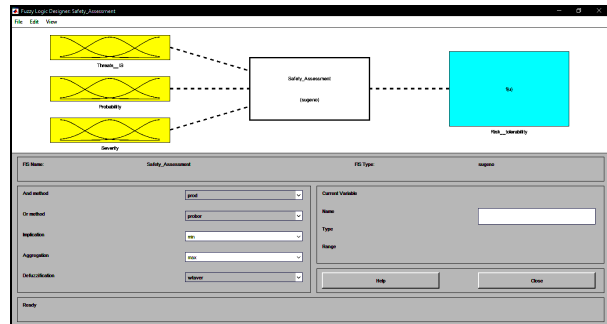 Fuzzy Logic Designer: Safety_Assessment
File Edit View
Threats__IS
Probability
Severity
Safety_Assessment
(sugeno)
f(u)
Risk__tolerability
FIS Name: Safety_Assessment FIS Type: sugeno
And method prod
Or method probor
Implication min
Aggregation max
Defuzzification wtaver
Current Variable
Name
Type
Range
Help Close
Ready